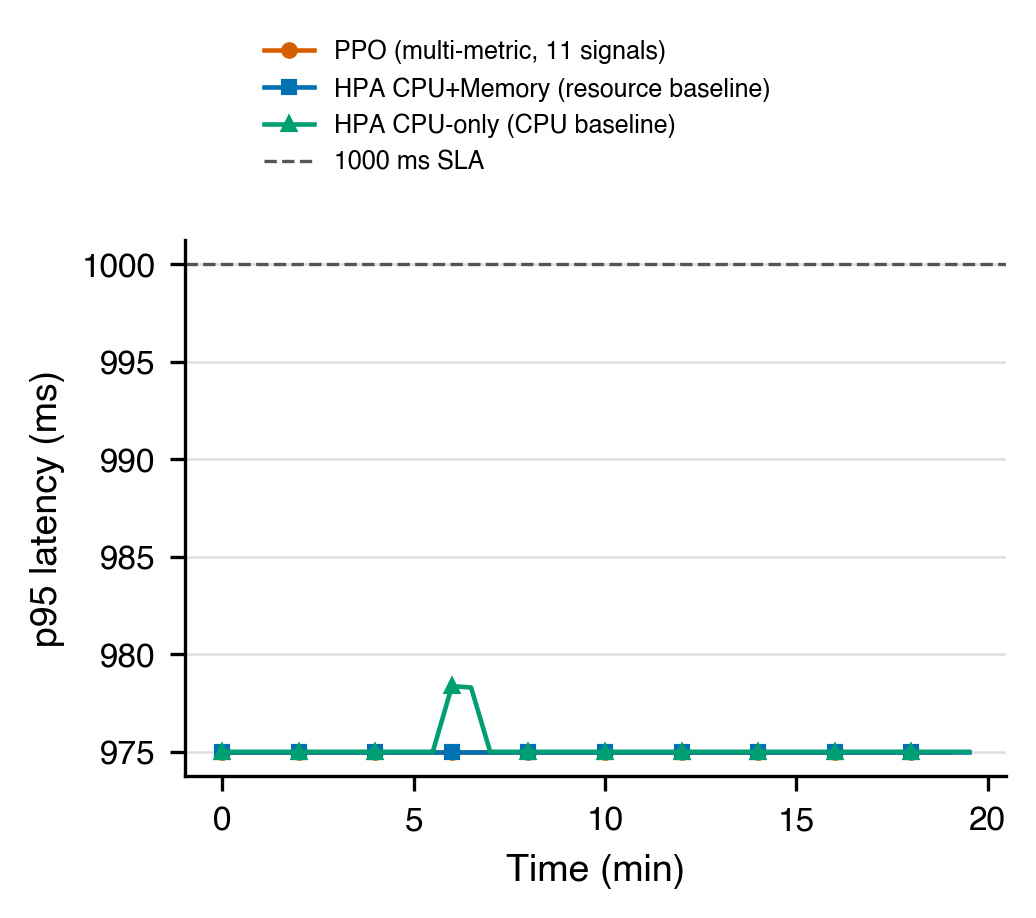 PPO (multi-metric, 11 signals)
HPA CPU+Memory (resource baseline)
HPA CPU-only (CPU baseline)
1000 ms SLA
1000
995
990
985
980
975
p95 latency (ms)
0 5 10 15 20
Time (min)